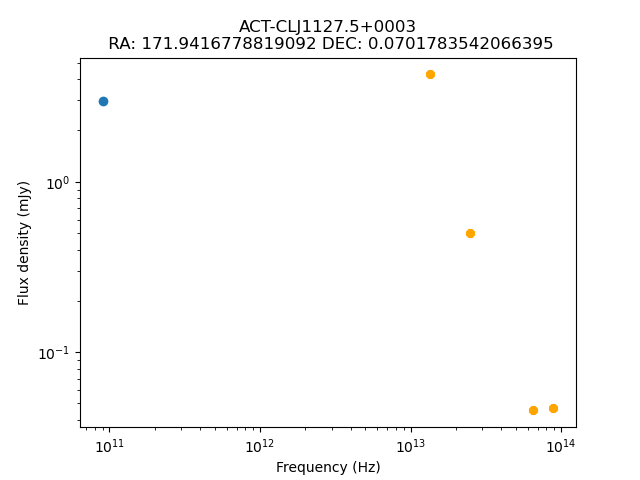 ACT-CLJ1127.5+0003
RA: 171.9416778819092 DEC: 0.0701783542066395
Flux density (mJy)
10⁰
10⁻¹
10¹¹ 10¹² 10¹³ 10¹⁴
Frequency (Hz)